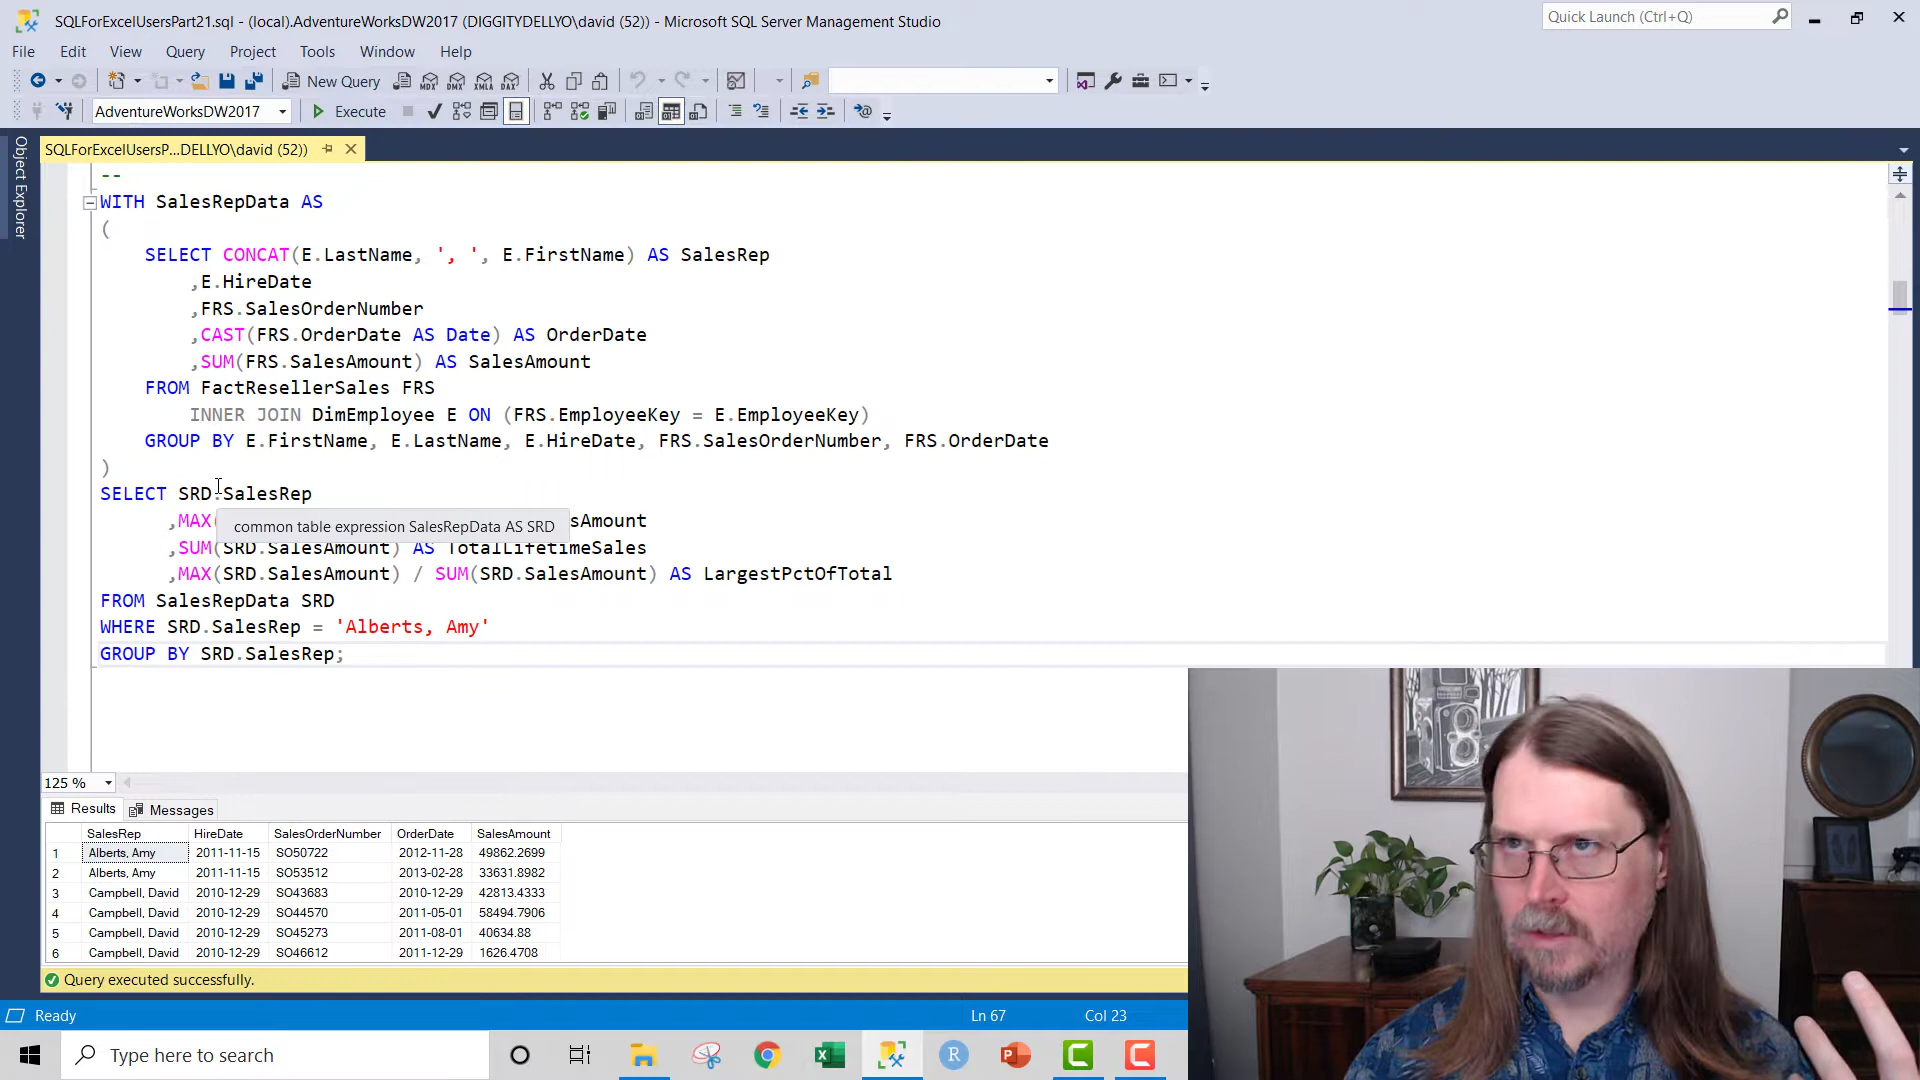 SQLForExcelUsersPart21.sql - (local).AdventureWorksDW2017 (DIGGITYDELLYO\david (52)) - Microsoft SQL Server Management Studio
Quick Launch (Ctrl+Q)
File Edit View Query Project Tools Window Help
New Query MDX DMX XMLA DAX
AdventureWorksDW2017 Execute
Object Explorer
SQLForExcelUsersP...DELLYO\david (52))
--
WITH SalesRepData AS
(
SELECT CONCAT(E.LastName, ', ', E.FirstName) AS SalesRep
,E.HireDate
,FRS.SalesOrderNumber
,CAST(FRS.OrderDate AS Date) AS OrderDate
,SUM(FRS.SalesAmount) AS SalesAmount
FROM FactResellerSales FRS
INNER JOIN DimEmployee E ON (FRS.EmployeeKey = E.EmployeeKey)
GROUP BY E.FirstName, E.LastName, E.HireDate, FRS.SalesOrderNumber, FRS.OrderDate
)
SELECT SRD.SalesRep
,MAX( sAmount
common table expression SalesRepData AS SRD
,SUM(SRD.SalesAmount) AS TotalLifetimeSales
,MAX(SRD.SalesAmount) / SUM(SRD.SalesAmount) AS LargestPctOfTotal
FROM SalesRepData SRD
WHERE SRD.SalesRep = 'Alberts, Amy'
GROUP BY SRD.SalesRep;
125 %
Results Messages
SalesRep HireDate SalesOrderNumber OrderDate SalesAmount
1 Alberts, Amy 2011-11-15 SO50722 2012-11-28 49862.2699
2 Alberts, Amy 2011-11-15 SO53512 2013-02-28 33631.8982
3 Campbell, David 2010-12-29 SO43683 2010-12-29 42813.4333
4 Campbell, David 2010-12-29 SO44570 2011-05-01 58494.7906
5 Campbell, David 2010-12-29 SO45273 2011-08-01 40634.88
6 Campbell, David 2010-12-29 SO46612 2011-12-29 1626.4708
Query executed successfully.
Ready Ln 67 Col 23
Type here to search